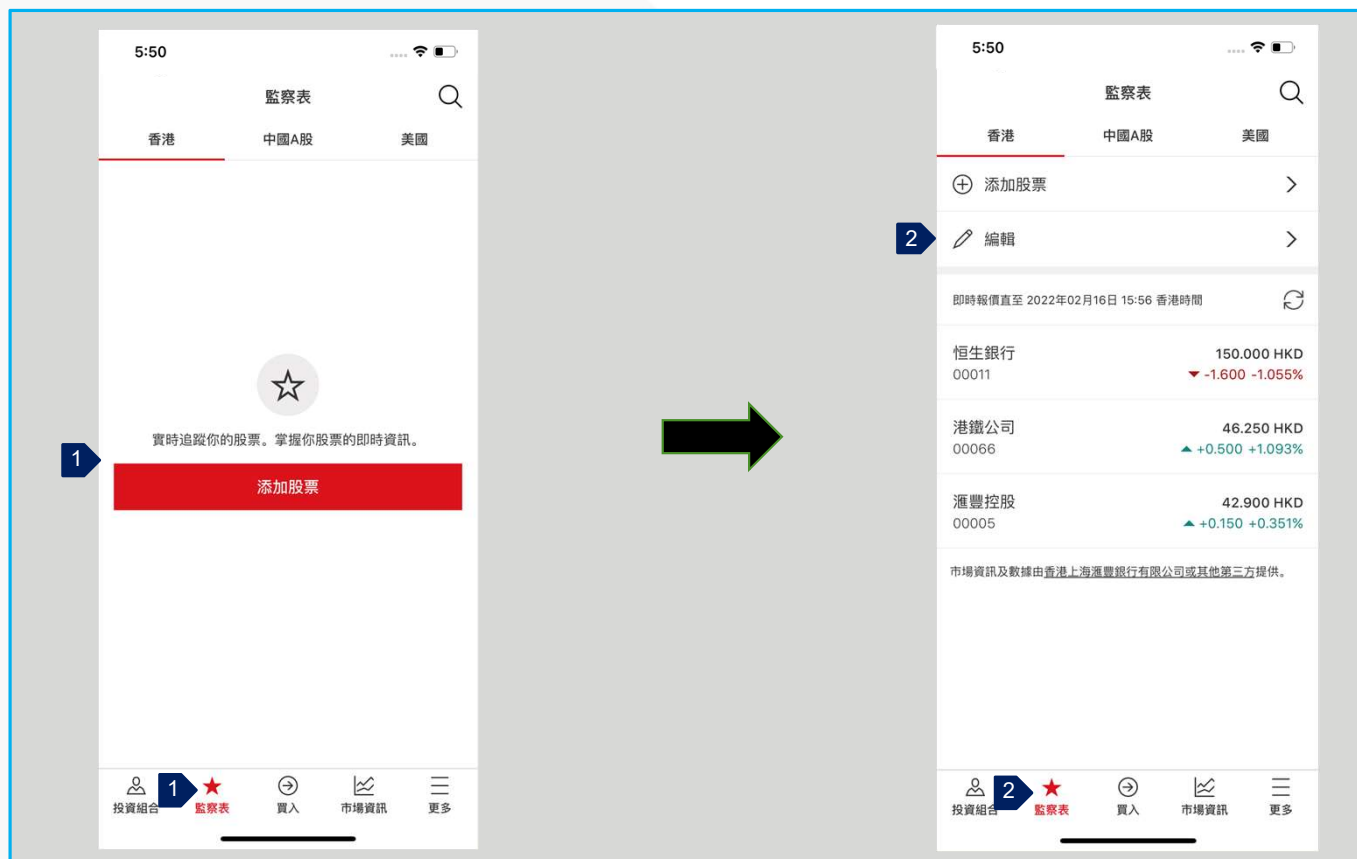 5:50
監察表
香港 中國A股 美國
實時追蹤你的股票。掌握你股票的即時資訊。
1
添加股票
1
投資組合 監察表 買入 市場資訊 更多
5:50
監察表
香港 中國A股 美國
添加股票
2
編輯
即時報價直至 2022年02月16日 15:56 香港時間
恒生銀行 150.000 HKD
00011 ▼ -1.600 -1.055%
港鐵公司 46.250 HKD
00066 ▲ +0.500 +1.093%
滙豐控股 42.900 HKD
00005 ▲ +0.150 +0.351%
市場資訊及數據由香港上海滙豐銀行有限公司或其他第三方提供。
2
投資組合 監察表 買入 市場資訊 更多